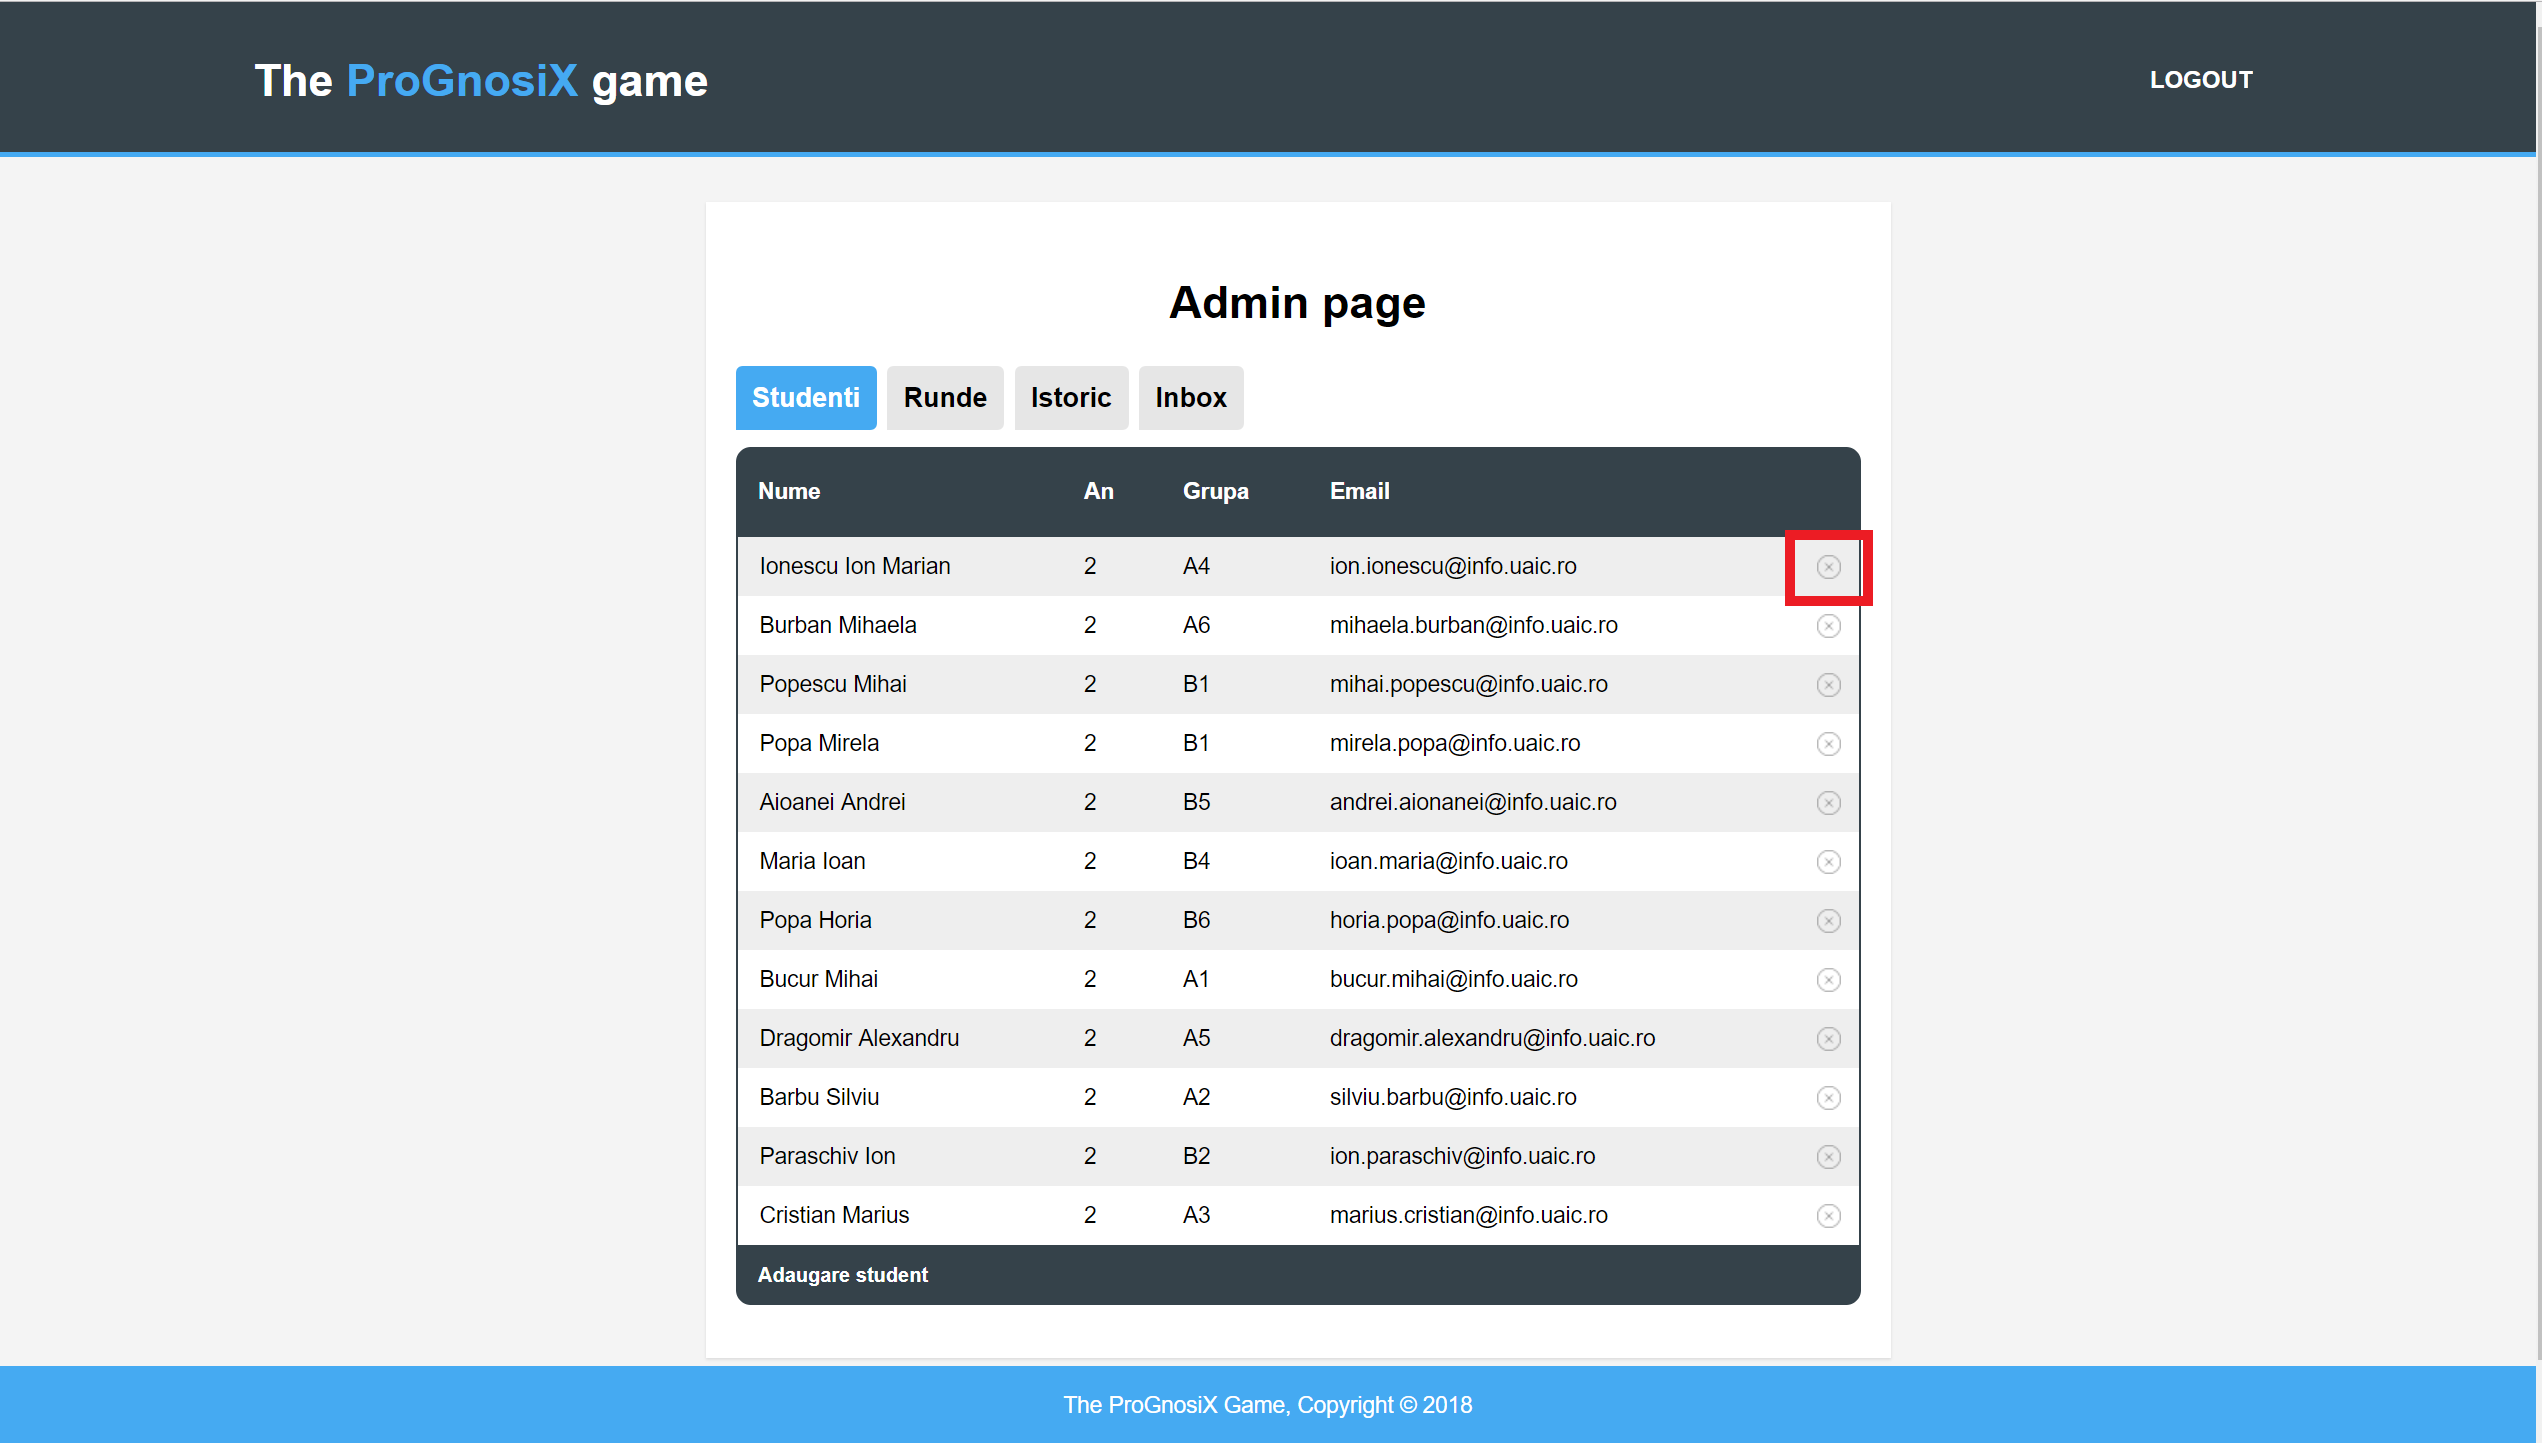 The ProGnosiX game
LOGOUT
Admin page
Studenti Runde Istoric Inbox
Nume An Grupa Email
Ionescu Ion Marian 2 A4 ion.ionescu@info.uaic.ro
Burban Mihaela 2 A6 mihaela.burban@info.uaic.ro
Popescu Mihai 2 B1 mihai.popescu@info.uaic.ro
Popa Mirela 2 B1 mirela.popa@info.uaic.ro
Aioanei Andrei 2 B5 andrei.aionanei@info.uaic.ro
Maria Ioan 2 B4 ioan.maria@info.uaic.ro
Popa Horia 2 B6 horia.popa@info.uaic.ro
Bucur Mihai 2 A1 bucur.mihai@info.uaic.ro
Dragomir Alexandru 2 A5 dragomir.alexandru@info.uaic.ro
Barbu Silviu 2 A2 silviu.barbu@info.uaic.ro
Paraschiv Ion 2 B2 ion.paraschiv@info.uaic.ro
Cristian Marius 2 A3 marius.cristian@info.uaic.ro
Adaugare student
The ProGnosiX Game, Copyright © 2018